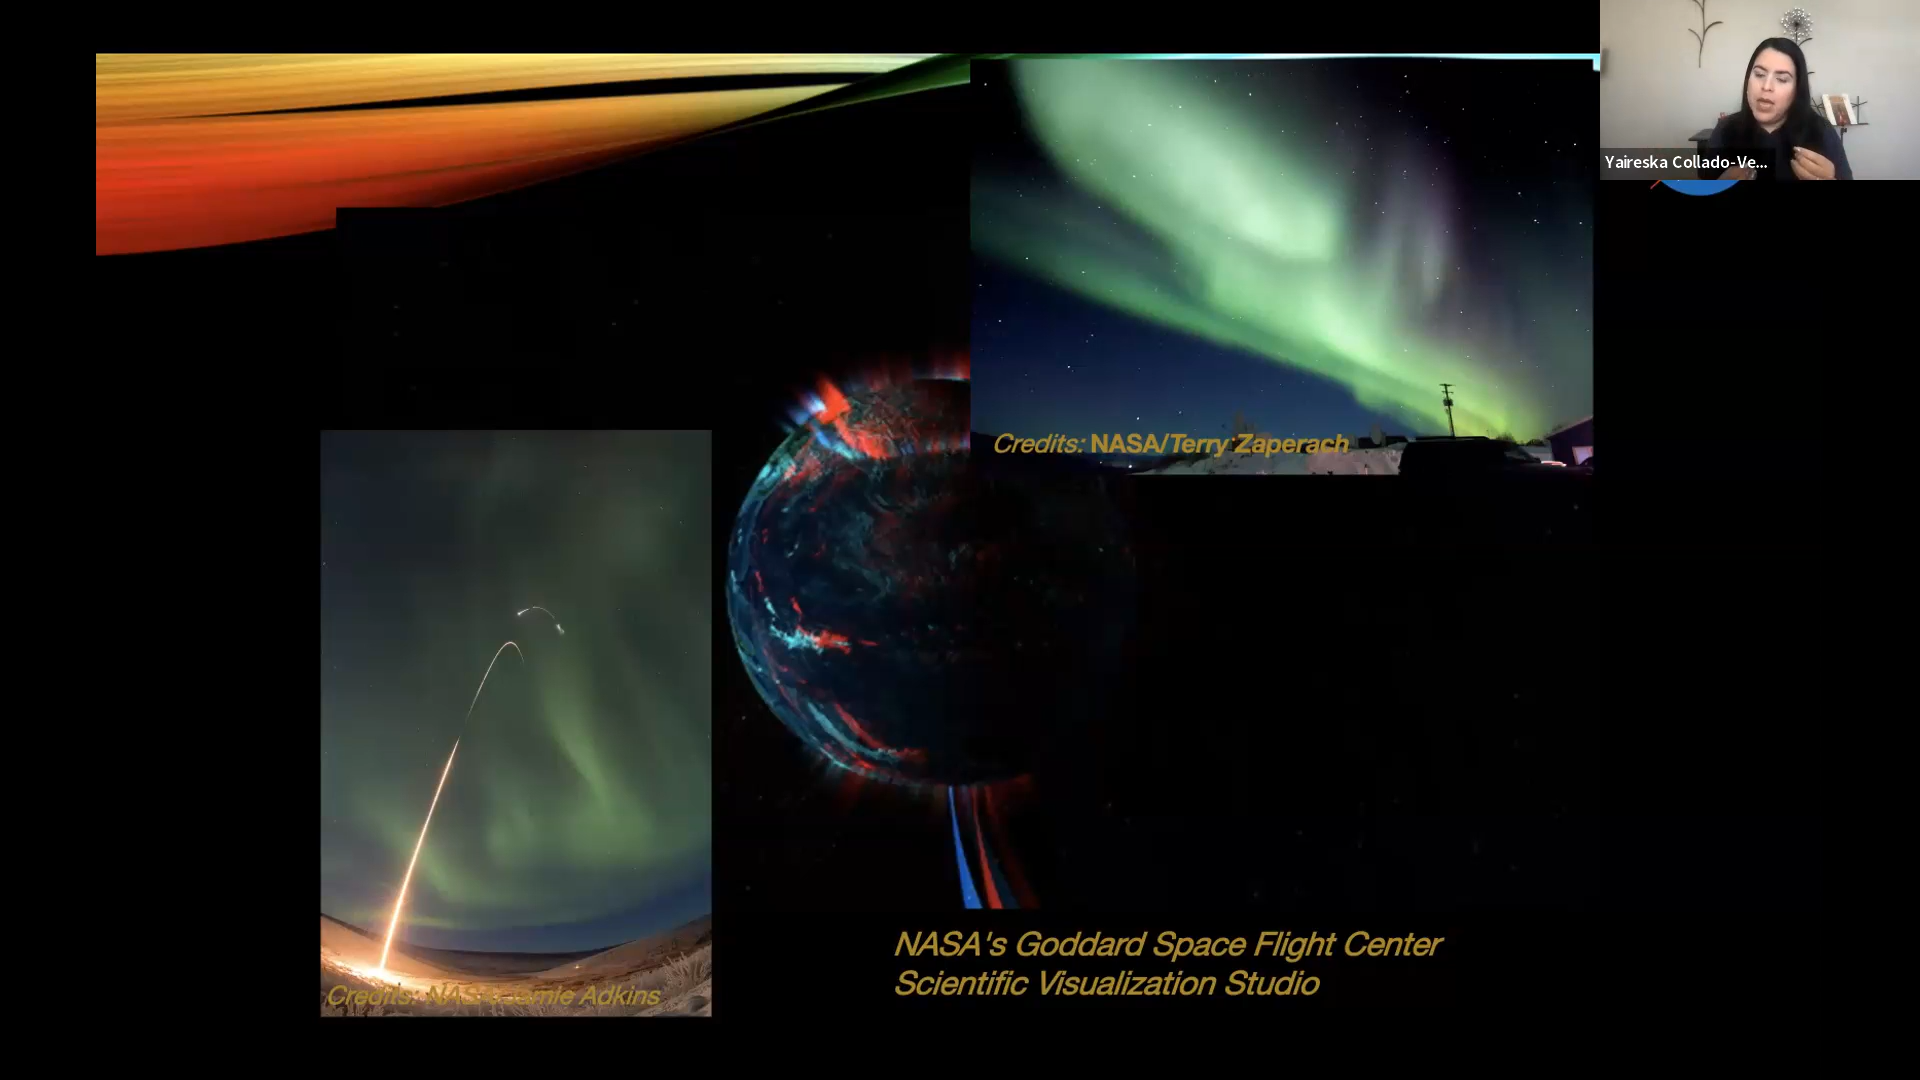 Yaireska Collado-Ve...
Credits: NASA/Terry Zaperach
Credits: NASA/Jamie Adkins
NASA's Goddard Space Flight Center
Scientific Visualization Studio